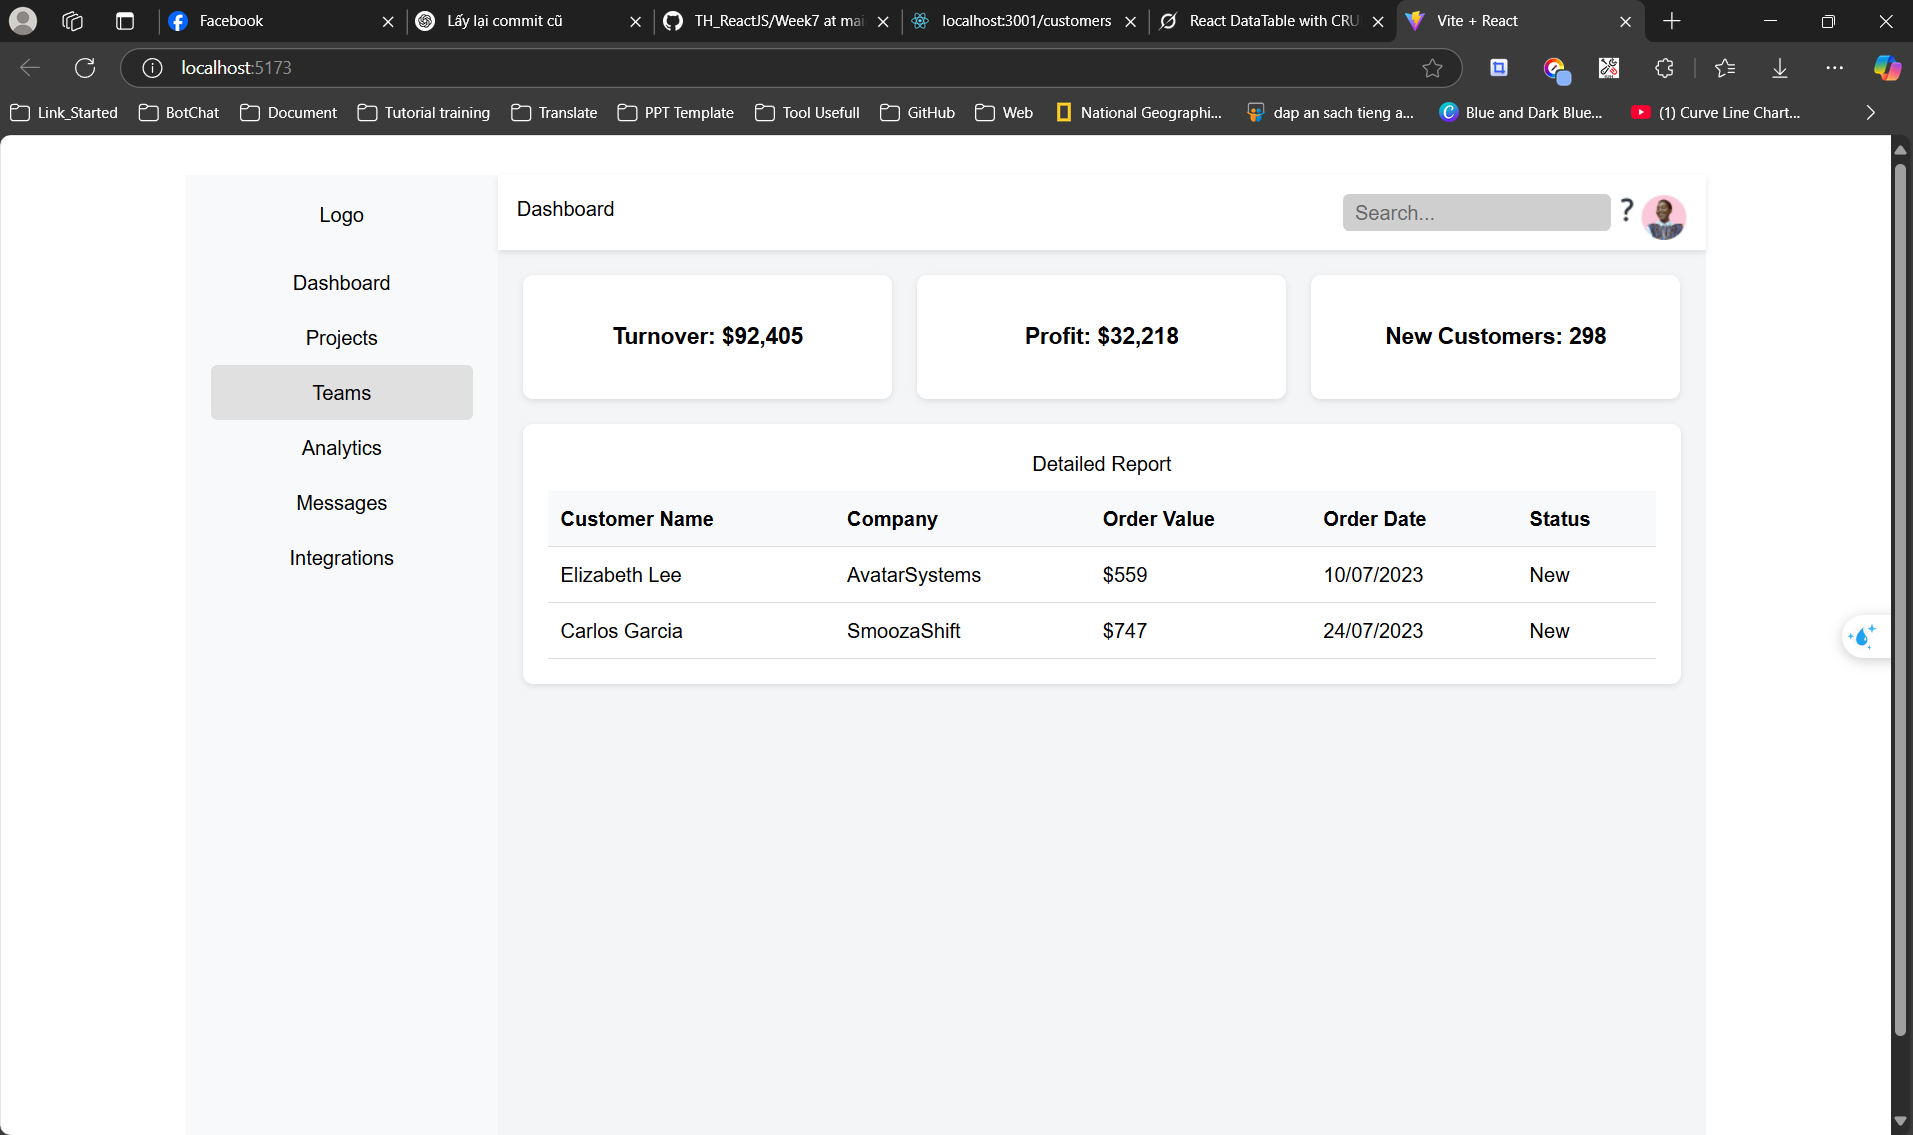 Facebook
Lấy lại commit cũ
TH_ReactJS/Week7 at mai
localhost:3001/customers
React DataTable with CRU
Vite + React
localhost:5173
Link_Started
BotChat
Document
Tutorial training
Translate
PPT Template
Tool Usefull
GitHub
Web
National Geographi...
dap an sach tieng a...
Blue and Dark Blue...
(1) Curve Line Chart...
Logo
Dashboard
Projects
Teams
Analytics
Messages
Integrations
Dashboard
Search...
?
Turnover: $92,405
Profit: $32,218
New Customers: 298
Detailed Report
Customer Name Company Order Value Order Date Status
Elizabeth Lee AvatarSystems $559 10/07/2023 New
Carlos Garcia SmoozaShift $747 24/07/2023 New